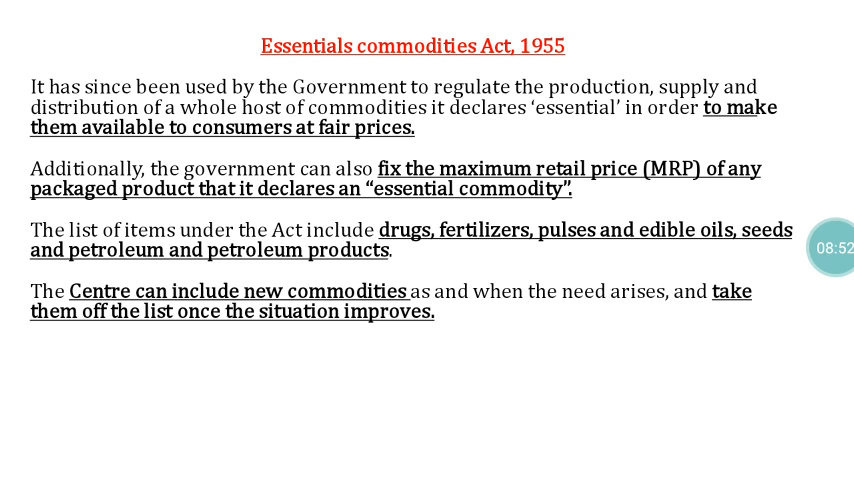 Essentials commodities Act, 1955
It has since been used by the Government to regulate the production, supply and
distribution of a whole host of commodities it declares ‘essential’ in order to make
them available to consumers at fair prices.
Additionally, the government can also fix the maximum retail price (MRP) of any
packaged product that it declares an “essential commodity”.
The list of items under the Act include drugs, fertilizers, pulses and edible oils, seeds
and petroleum and petroleum products.
08:52
The Centre can include new commodities as and when the need arises, and take
them off the list once the situation improves.